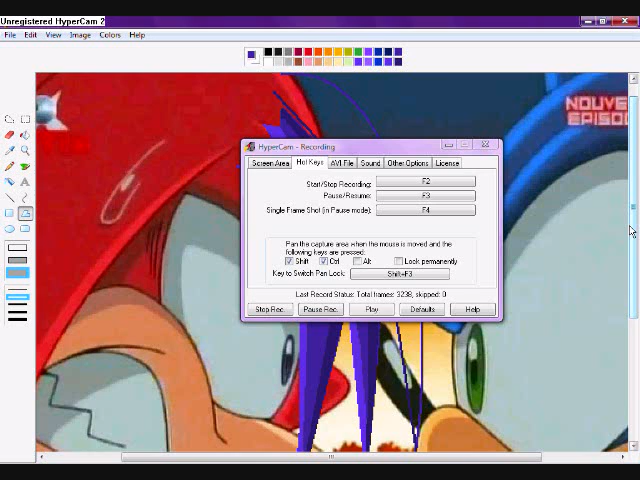 Unregistered HyperCam 2
File Edit View Image Colors Help
NOUVE
EPISOD
HyperCam - Recording
Screen Area Hot Keys AVI File Sound Other Options License
Start/Stop Recording: F2
Pause/Resume: F3
Single Frame Shot (in Pause mode): F4
Pan the capture area when the mouse is moved and the
following keys are pressed:
Shift Ctrl Alt Lock permanently
Key to Switch Pan Lock: Shift+F3
Last Record Status: Total frames: 3238, skipped: 0
Stop Rec. Pause Rec. Play Defaults Help